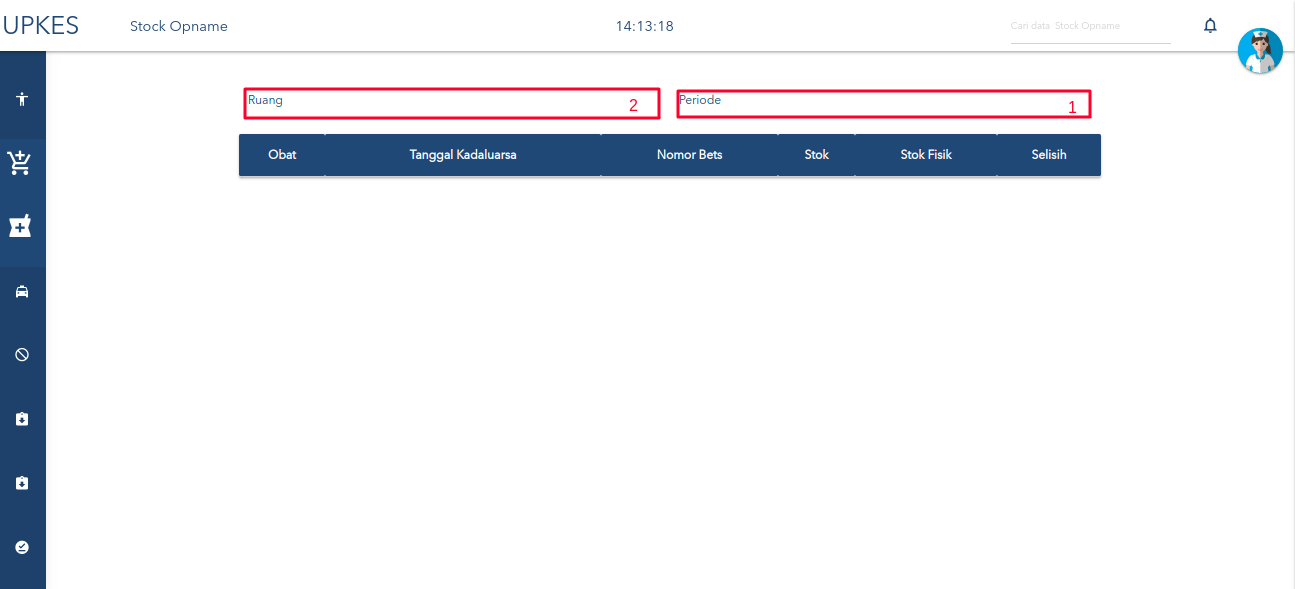 UPKES
Stock Opname
14:13:18
Cari data Stock Opname
Ruang 2
Periode 1
Obat Tanggal Kadaluarsa Nomor Bets Stok Stok Fisik Selisih